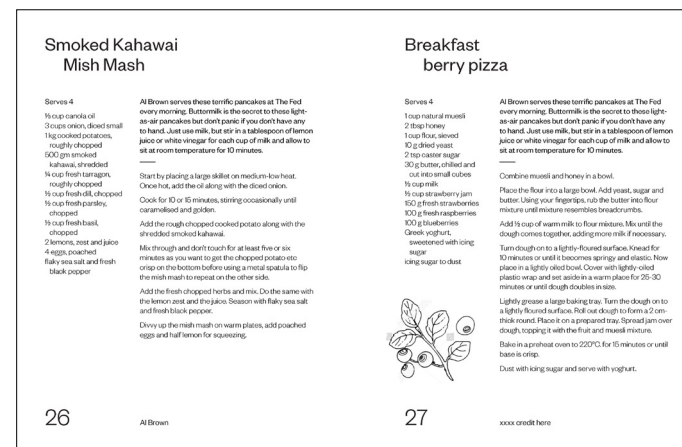 Smoked Kahawai
Mish Mash
Serves 4
⅓ cup canola oil
3 cups onion, diced small
1 kg cooked potatoes,
roughly chopped
500 gm smoked
kahawai, shredded
¼ cup fresh tarragon,
roughly chopped
⅓ cup fresh dill, chopped
⅓ cup fresh parsley,
chopped
⅓ cup fresh basil,
chopped
2 lemons, zest and juice
4 eggs, poached
flaky sea salt and fresh
black pepper
Al Brown serves these terrific pancakes at The Fed
every morning. Buttermilk is the secret to these light-
as-air pancakes but don't panic if you don't have any
to hand. Just use milk, but stir in a tablespoon of lemon
juice or white vinegar for each cup of milk and allow to
sit at room temperature for 10 minutes.
Start by placing a large skillet on medium-low heat.
Once hot, add the oil along with the diced onion.
Cook for 10 or 15 minutes, stirring occasionally until
caramelised and golden.
Add the rough chopped cooked potato along with the
shredded smoked kahawai.
Mix through and don't touch for at least five or six
minutes as you want to get the chopped potato etc
crisp on the bottom before using a metal spatula to flip
the mish mash to repeat on the other side.
Add the fresh chopped herbs and mix. Do the same with
the lemon zest and the juice. Season with flaky sea salt
and fresh black pepper.
Divvy up the mish mash on warm plates, add poached
eggs and half lemon for squeezing.
26
Al Brown
Breakfast
berry pizza
Serves 4
1 cup natural muesli
2 tbsp honey
1 cup flour, sieved
10 g dried yeast
2 tsp caster sugar
30 g butter, chilled and
cut into small cubes
½ cup milk
½ cup strawberry jam
150 g fresh strawberries
100 g fresh raspberries
100 g blueberries
Greek yoghurt,
sweetened with icing
sugar
icing sugar to dust
Al Brown serves these terrific pancakes at The Fed
every morning. Buttermilk is the secret to these light-
as-air pancakes but don't panic if you don't have any
to hand. Just use milk, but stir in a tablespoon of lemon
juice or white vinegar for each cup of milk and allow to
sit at room temperature for 10 minutes.
Combine muesli and honey in a bowl.
Place the flour into a large bowl. Add yeast, sugar and
butter. Using your fingertips, rub the butter into flour
mixture until mixture resembles breadcrumbs.
Add ½ cup of warm milk to flour mixture. Mix until the
dough comes together, adding more milk if necessary.
Turn dough on to a lightly-floured surface. Knead for
10 minutes or until it becomes springy and elastic. Now
place in a lightly oiled bowl. Cover with lightly-oiled
plastic wrap and set aside in a warm place for 25-30
minutes or until dough doubles in size.
Lightly grease a large baking tray. Turn the dough on to
a lightly floured surface. Roll out dough to form a 2 cm-
thick round. Place it on a prepared tray. Spread jam over
dough, topping it with the fruit and muesli mixture.
Bake in a preheat oven to 220°C. for 15 minutes or until
base is crisp.
Dust with icing sugar and serve with yoghurt.
27
xxxx credit here